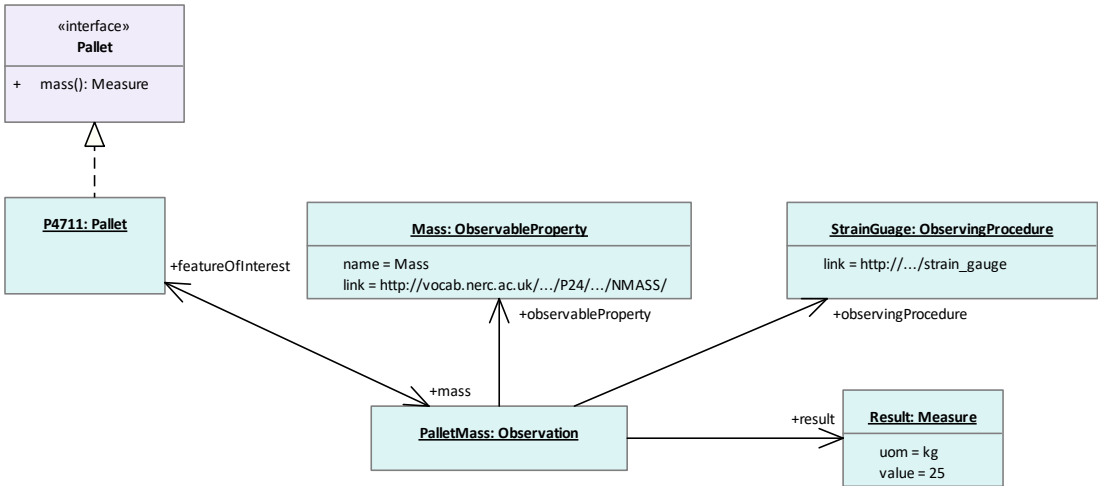 «interface»
Pallet
+ mass(): Measure
P4711: Pallet
+featureOfInterest
Mass: ObservableProperty
name = Mass
link = http://vocab.nerc.ac.uk/.../P24/.../NMASS/
+observableProperty
StrainGuage: ObservingProcedure
link = http://.../strain_gauge
+observingProcedure
+mass
PalletMass: Observation
+result
Result: Measure
uom = kg
value = 25